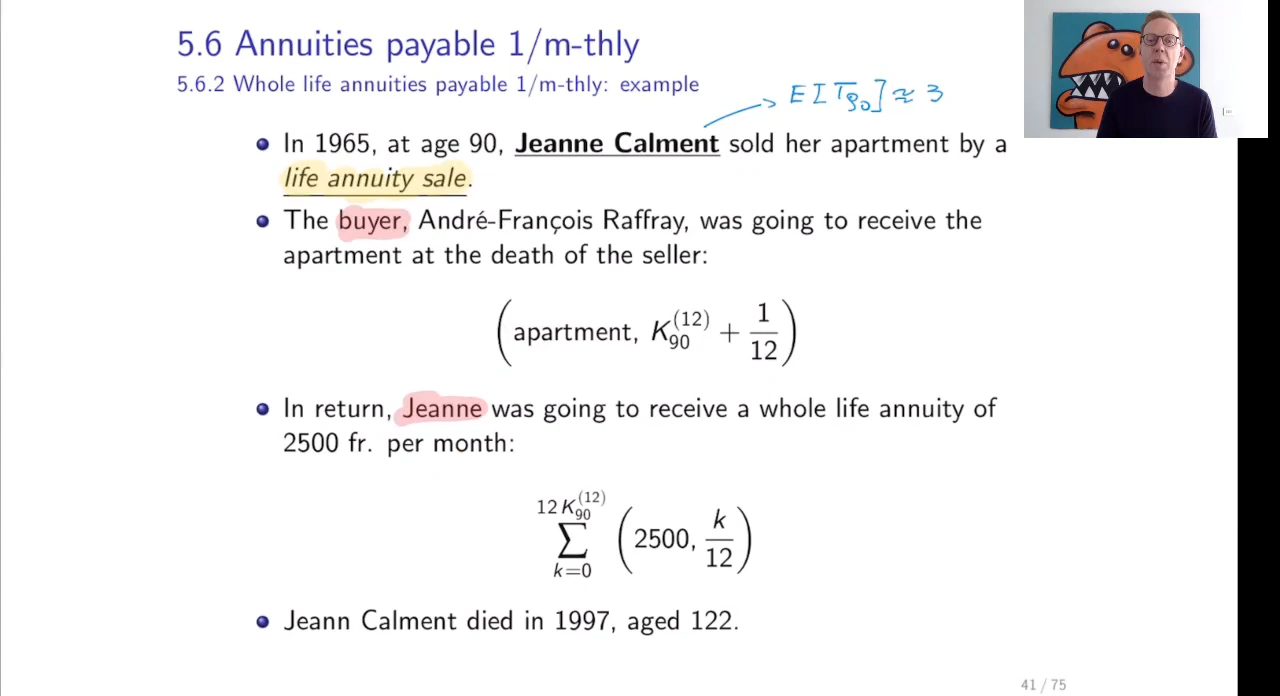 5.6 Annuities payable 1/m-thly
5.6.2 Whole life annuities payable 1/m-thly: example
E[T₉₀] ≈ 3
In 1965, at age 90, Jeanne Calment sold her apartment by a
life annuity sale.
The buyer, André-François Raffray, was going to receive the
apartment at the death of the seller:
(apartment, K₉₀⁽¹²⁾ + 1/12)
In return, Jeanne was going to receive a whole life annuity of
2500 fr. per month:
∑_{k=0}^{12K₉₀⁽¹²⁾} (2500, k/12)
Jeann Calment died in 1997, aged 122.
41 / 75